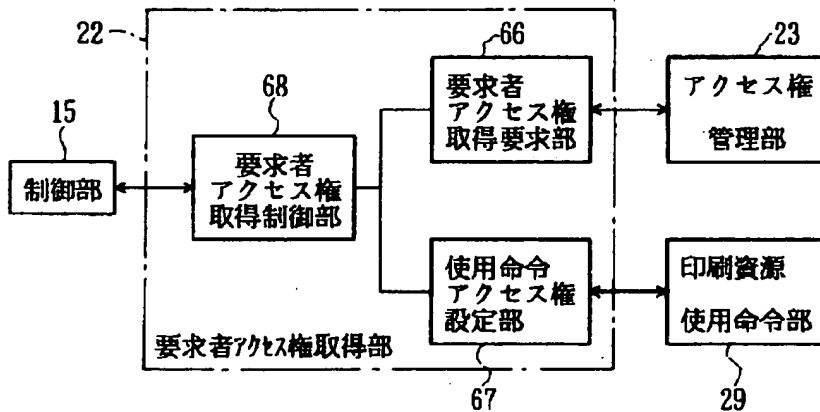 22
66
23
要求者
アクセス権
取得要求部
アクセス権
管理部
68
15
要求者
アクセス権
取得制御部
制御部
使用命令
アクセス権
設定部
印刷資源
使用命令部
要求者アクセス権取得部
67
29